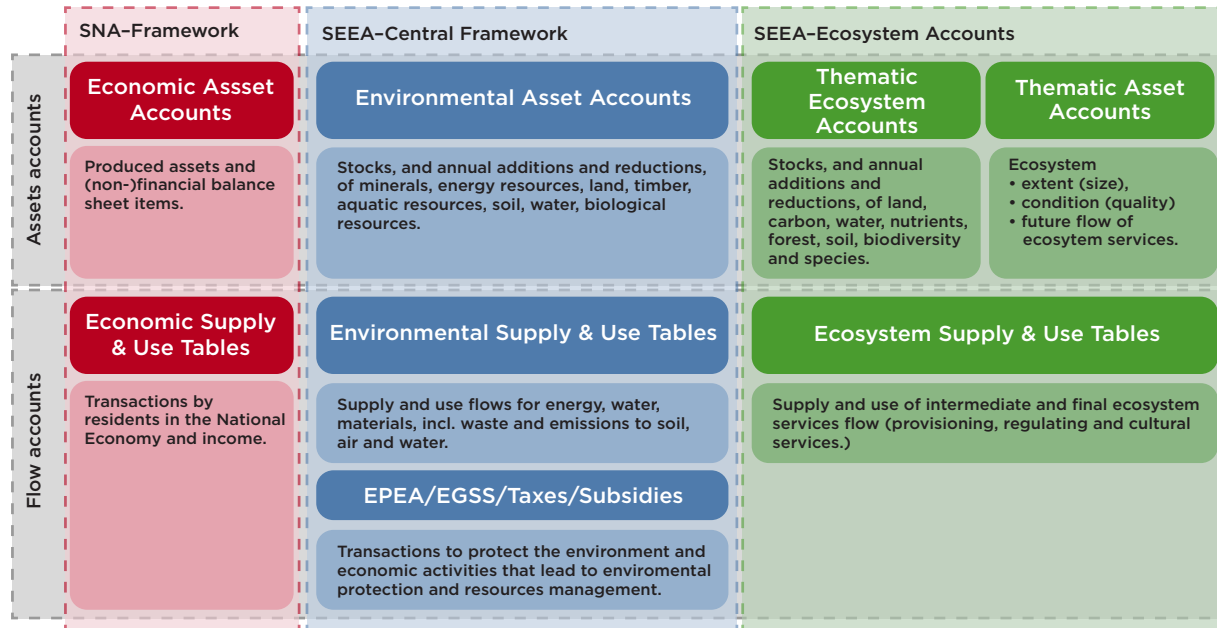 SNA–Framework
SEEA–Central Framework
SEEA–Ecosystem Accounts
Assets accounts
Economic Assset
Accounts
Environmental Asset Accounts
Thematic
Ecosystem
Accounts
Thematic Asset
Accounts
Produced assets and
(non-)financial balance
sheet items.
Stocks, and annual additions and reductions,
of minerals, energy resources, land, timber,
aquatic resources, soil, water, biological
resources.
Stocks, and annual
additions and
reductions, of land,
carbon, water, nutrients,
forest, soil, biodiversity
and species.
Ecosystem
• extent (size),
• condition (quality)
• future flow of
ecosytem services.
Flow accounts
Economic Supply
& Use Tables
Environmental Supply & Use Tables
Ecosystem Supply & Use Tables
Transactions by
residents in the National
Economy and income.
Supply and use flows for energy, water,
materials, incl. waste and emissions to soil,
air and water.
Supply and use of intermediate and final ecosystem
services flow (provisioning, regulating and cultural
services.)
EPEA/EGSS/Taxes/Subsidies
Transactions to protect the environment and
economic activities that lead to enviromental
protection and resources management.